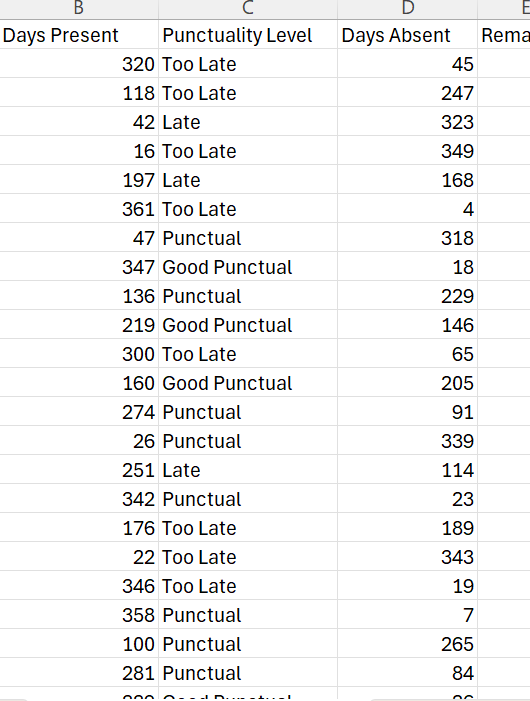 B C D E
Days Present Punctuality Level Days Absent Rema
320 Too Late 45
118 Too Late 247
42 Late 323
16 Too Late 349
197 Late 168
361 Too Late 4
47 Punctual 318
347 Good Punctual 18
136 Punctual 229
219 Good Punctual 146
300 Too Late 65
160 Good Punctual 205
274 Punctual 91
26 Punctual 339
251 Late 114
342 Punctual 23
176 Too Late 189
22 Too Late 343
346 Too Late 19
358 Punctual 7
100 Punctual 265
281 Punctual 84
Good Punctual